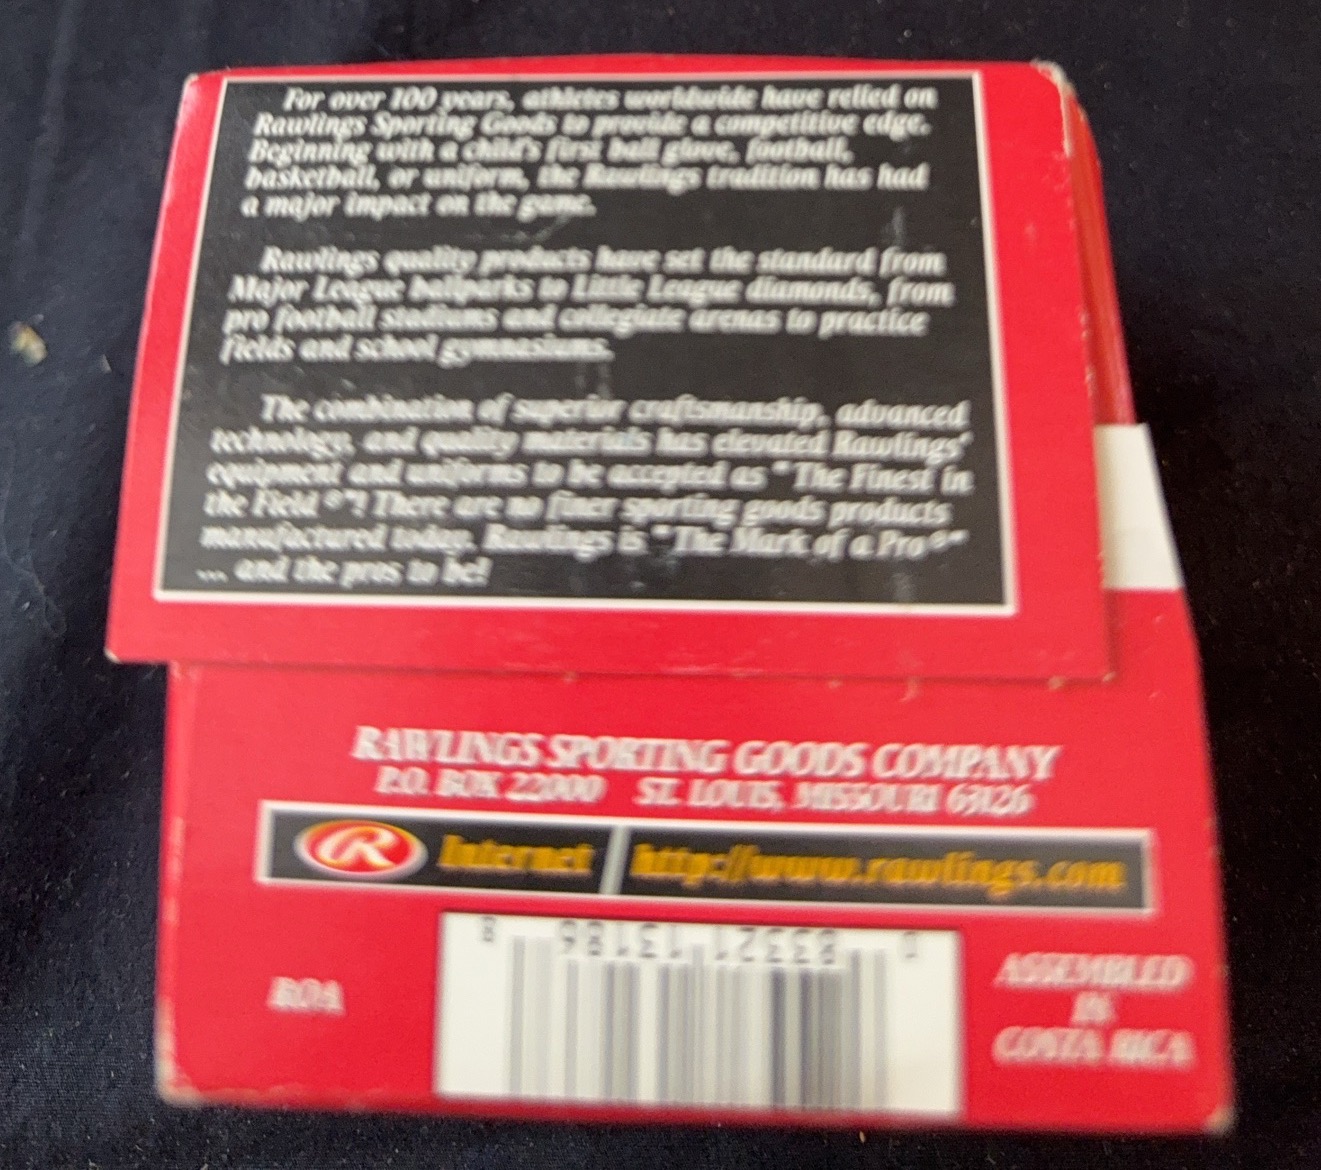 For over 100 years, athletes worldwide have relied on
Rawlings Sporting Goods to provide a competitive edge.
Beginning with a child's first ball glove, football,
basketball, or uniform, the Rawlings tradition has had
a major impact on the game.
Rawlings quality products have set the standard from
Major League ballparks to Little League diamonds, from
pro football stadiums and collegiate arenas to practice
fields and school gymnasiums.
The combination of superior craftsmanship, advanced
technology, and quality materials has elevated Rawlings'
equipment and uniforms to be accepted as "The Finest in
the Field ®"! There are no finer sporting goods products
manufactured today. Rawlings is "The Mark of a Pro ®"
... and the pros to be!
RAWLINGS SPORTING GOODS COMPANY
P.O. BOX 22000 ST. LOUIS, MISSOURI 63126
R Internet http://www.rawlings.com
ROA
ASSEMBLED
IN
COSTA RICA